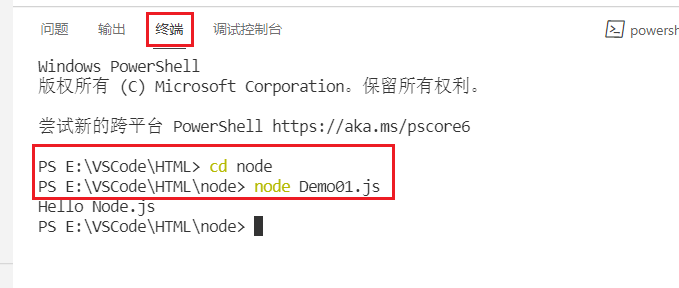 问题 输出 终端 调试控制台 powersh
Windows PowerShell
版权所有 (C) Microsoft Corporation。保留所有权利。
尝试新的跨平台 PowerShell https://aka.ms/pscore6
PS E:\VSCode\HTML> cd node
PS E:\VSCode\HTML\node> node Demo01.js
Hello Node.js
PS E:\VSCode\HTML\node>